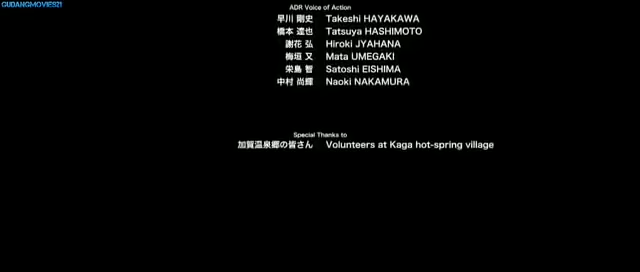 GUDANGMOVIES21
ADR Voice of Action
早川 剛史 Takeshi HAYAKAWA
橋本 達也 Tatsuya HASHIMOTO
謝花 弘 Hiroki JYAHANA
梅垣 又 Mata UMEGAKI
栄島 智 Satoshi EISHIMA
中村 尚輝 Naoki NAKAMURA
Special Thanks to
加賀温泉郷の皆さん Volunteers at Kaga hot-spring village